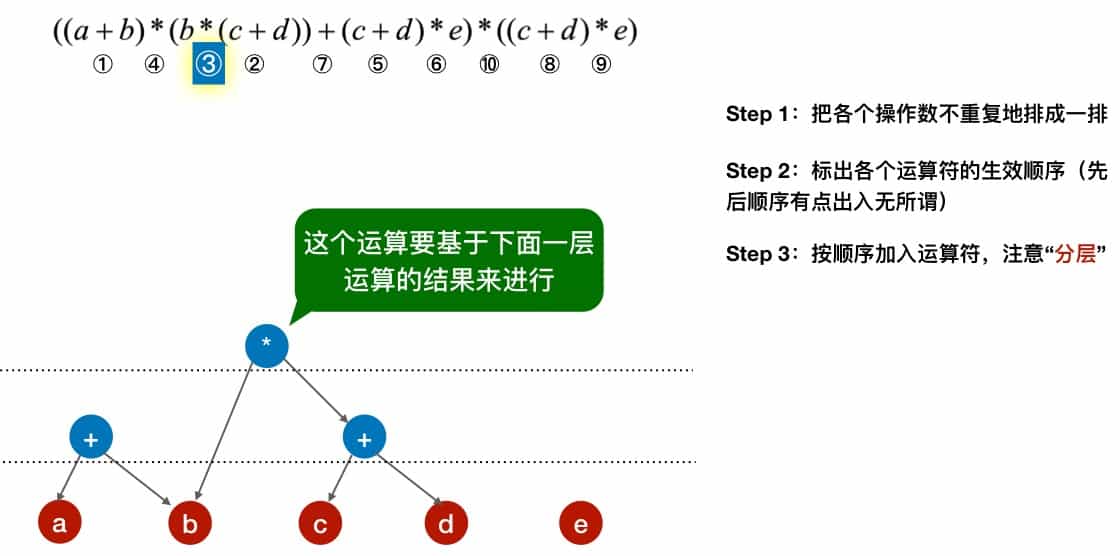 ((a+b)*(b*(c+d))+(c+d)*e)*((c+d)*e)
① ④ ③ ② ⑦ ⑤ ⑥ ⑩ ⑧ ⑨
Step 1：把各个操作数不重复地排成一排
Step 2：标出各个运算符的生效顺序（先
后顺序有点出入无所谓）
Step 3：按顺序加入运算符，注意“分层”
这个运算要基于下面一层
运算的结果来进行
*
+ +
a b c d e